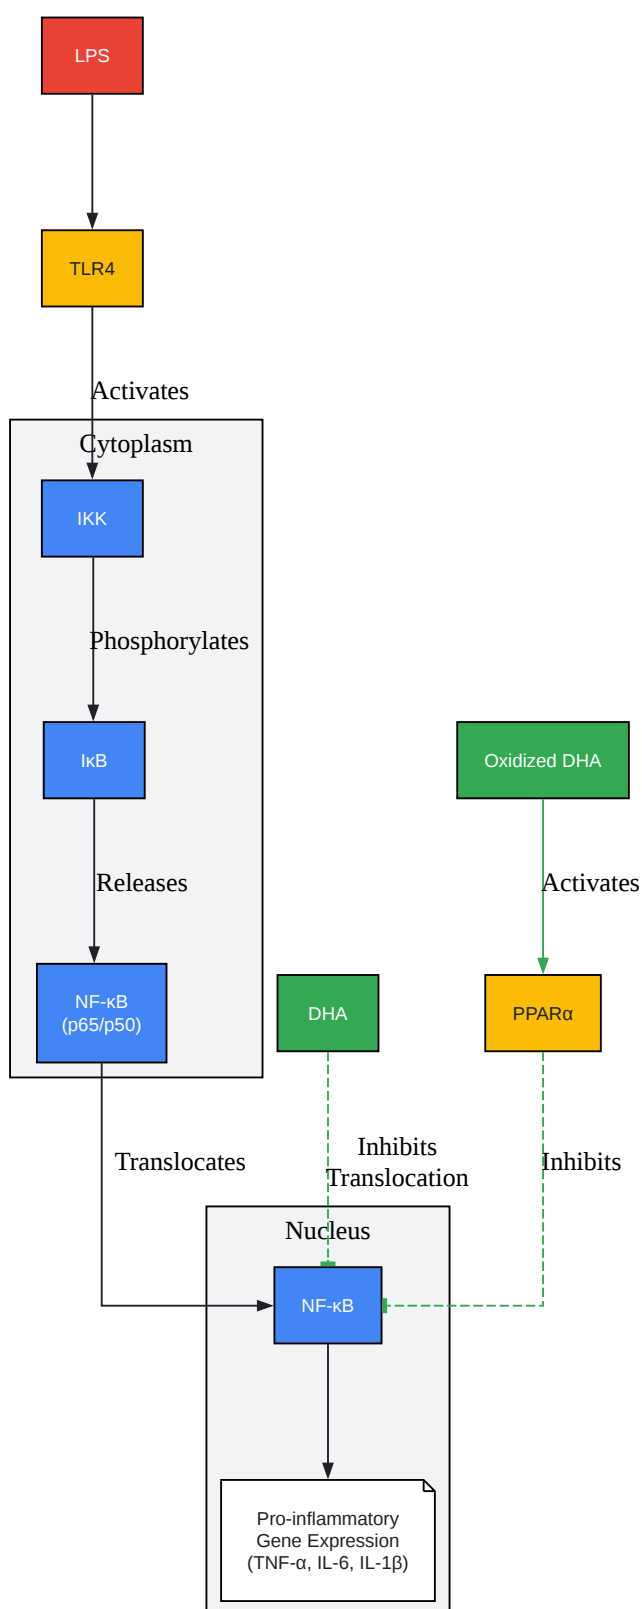 LPS
TLR4
Activates
Cytoplasm
IKK
Phosphorylates
IκB
Oxidized DHA
Releases
Activates
NF-κB
(p65/p50)
DHA
PPARα
Translocates
Inhibits
Translocation
Inhibits
Nucleus
NF-κB
Pro-inflammatory
Gene Expression
(TNF-α, IL-6, IL-1β)